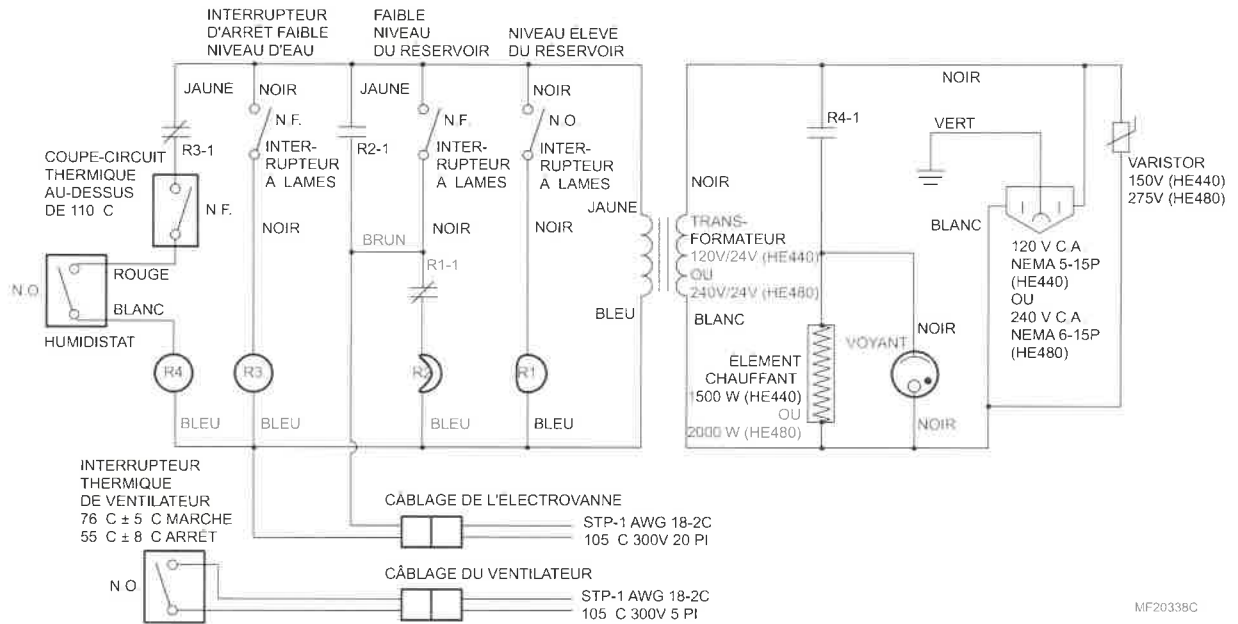 INTERRUPTEUR
D'ARRÊT FAIBLE
NIVEAU D'EAU
FAIBLE
NIVEAU
DU RÉSERVOIR
NIVEAU ÉLEVÉ
DU RÉSERVOIR
JAUNE
NOIR
JAUNE
NOIR
NOIR
NOIR
R3-1
N.F.
INTER-
RUPTEUR
À LAMES
R2-1
N.F.
INTER-
RUPTEUR
À LAMES
N.O.
INTER-
RUPTEUR
À LAMES
R4-1
VERT
VARISTOR
150V (HE440)
275V (HE480)
COUPE-CIRCUIT
THERMIQUE
AU-DESSUS
DE 110 C
N.F.
NOIR
BRUN
NOIR
R1-1
NOIR
JAUNE
NOIR
TRANS-
FORMATEUR
120V/24V (HE440)
OU
240V/24V (HE480)
BLANC
120 V C.A
NEMA 5-15P
(HE440)
OU
240 V C.A
NEMA 6-15P
(HE480)
N.O.
ROUGE
BLANC
HUMIDISTAT
BLEU
BLANC
R4
R3
R2
R1
ÉLÉMENT
CHAUFFANT
1500 W (HE440)
OU
2000 W (HE480)
VOYANT
NOIR
NOIR
BLEU
BLEU
BLEU
BLEU
INTERRUPTEUR
THERMIQUE
DE VENTILATEUR
76 C ± 5 C MARCHE
55 C ± 8 C ARRÊT
N.O.
CÂBLAGE DE L'ÉLECTROVANNE
STP-1 AWG 18-2C
105 C 300V 20 PI
CÂBLAGE DU VENTILATEUR
STP-1 AWG 18-2C
105 C 300V 5 PI
MF20338C